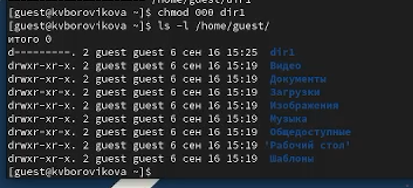 /home/guest/dir1
[guest@kvborovikova ~]$ chmod 000 dir1
[guest@kvborovikova ~]$ ls -l /home/guest/
итого 0
d---------. 2 guest guest 6 сен 16 15:25 dir1
drwxr-xr-x. 2 guest guest 6 сен 16 15:19 Видео
drwxr-xr-x. 2 guest guest 6 сен 16 15:19 Документы
drwxr-xr-x. 2 guest guest 6 сен 16 15:19 Загрузки
drwxr-xr-x. 2 guest guest 6 сен 16 15:19 Изображения
drwxr-xr-x. 2 guest guest 6 сен 16 15:19 Музыка
drwxr-xr-x. 2 guest guest 6 сен 16 15:19 Общедоступные
drwxr-xr-x. 2 guest guest 6 сен 16 15:19 'Рабочий стол'
drwxr-xr-x. 2 guest guest 6 сен 16 15:19 Шаблоны
[guest@kvborovikova ~]$